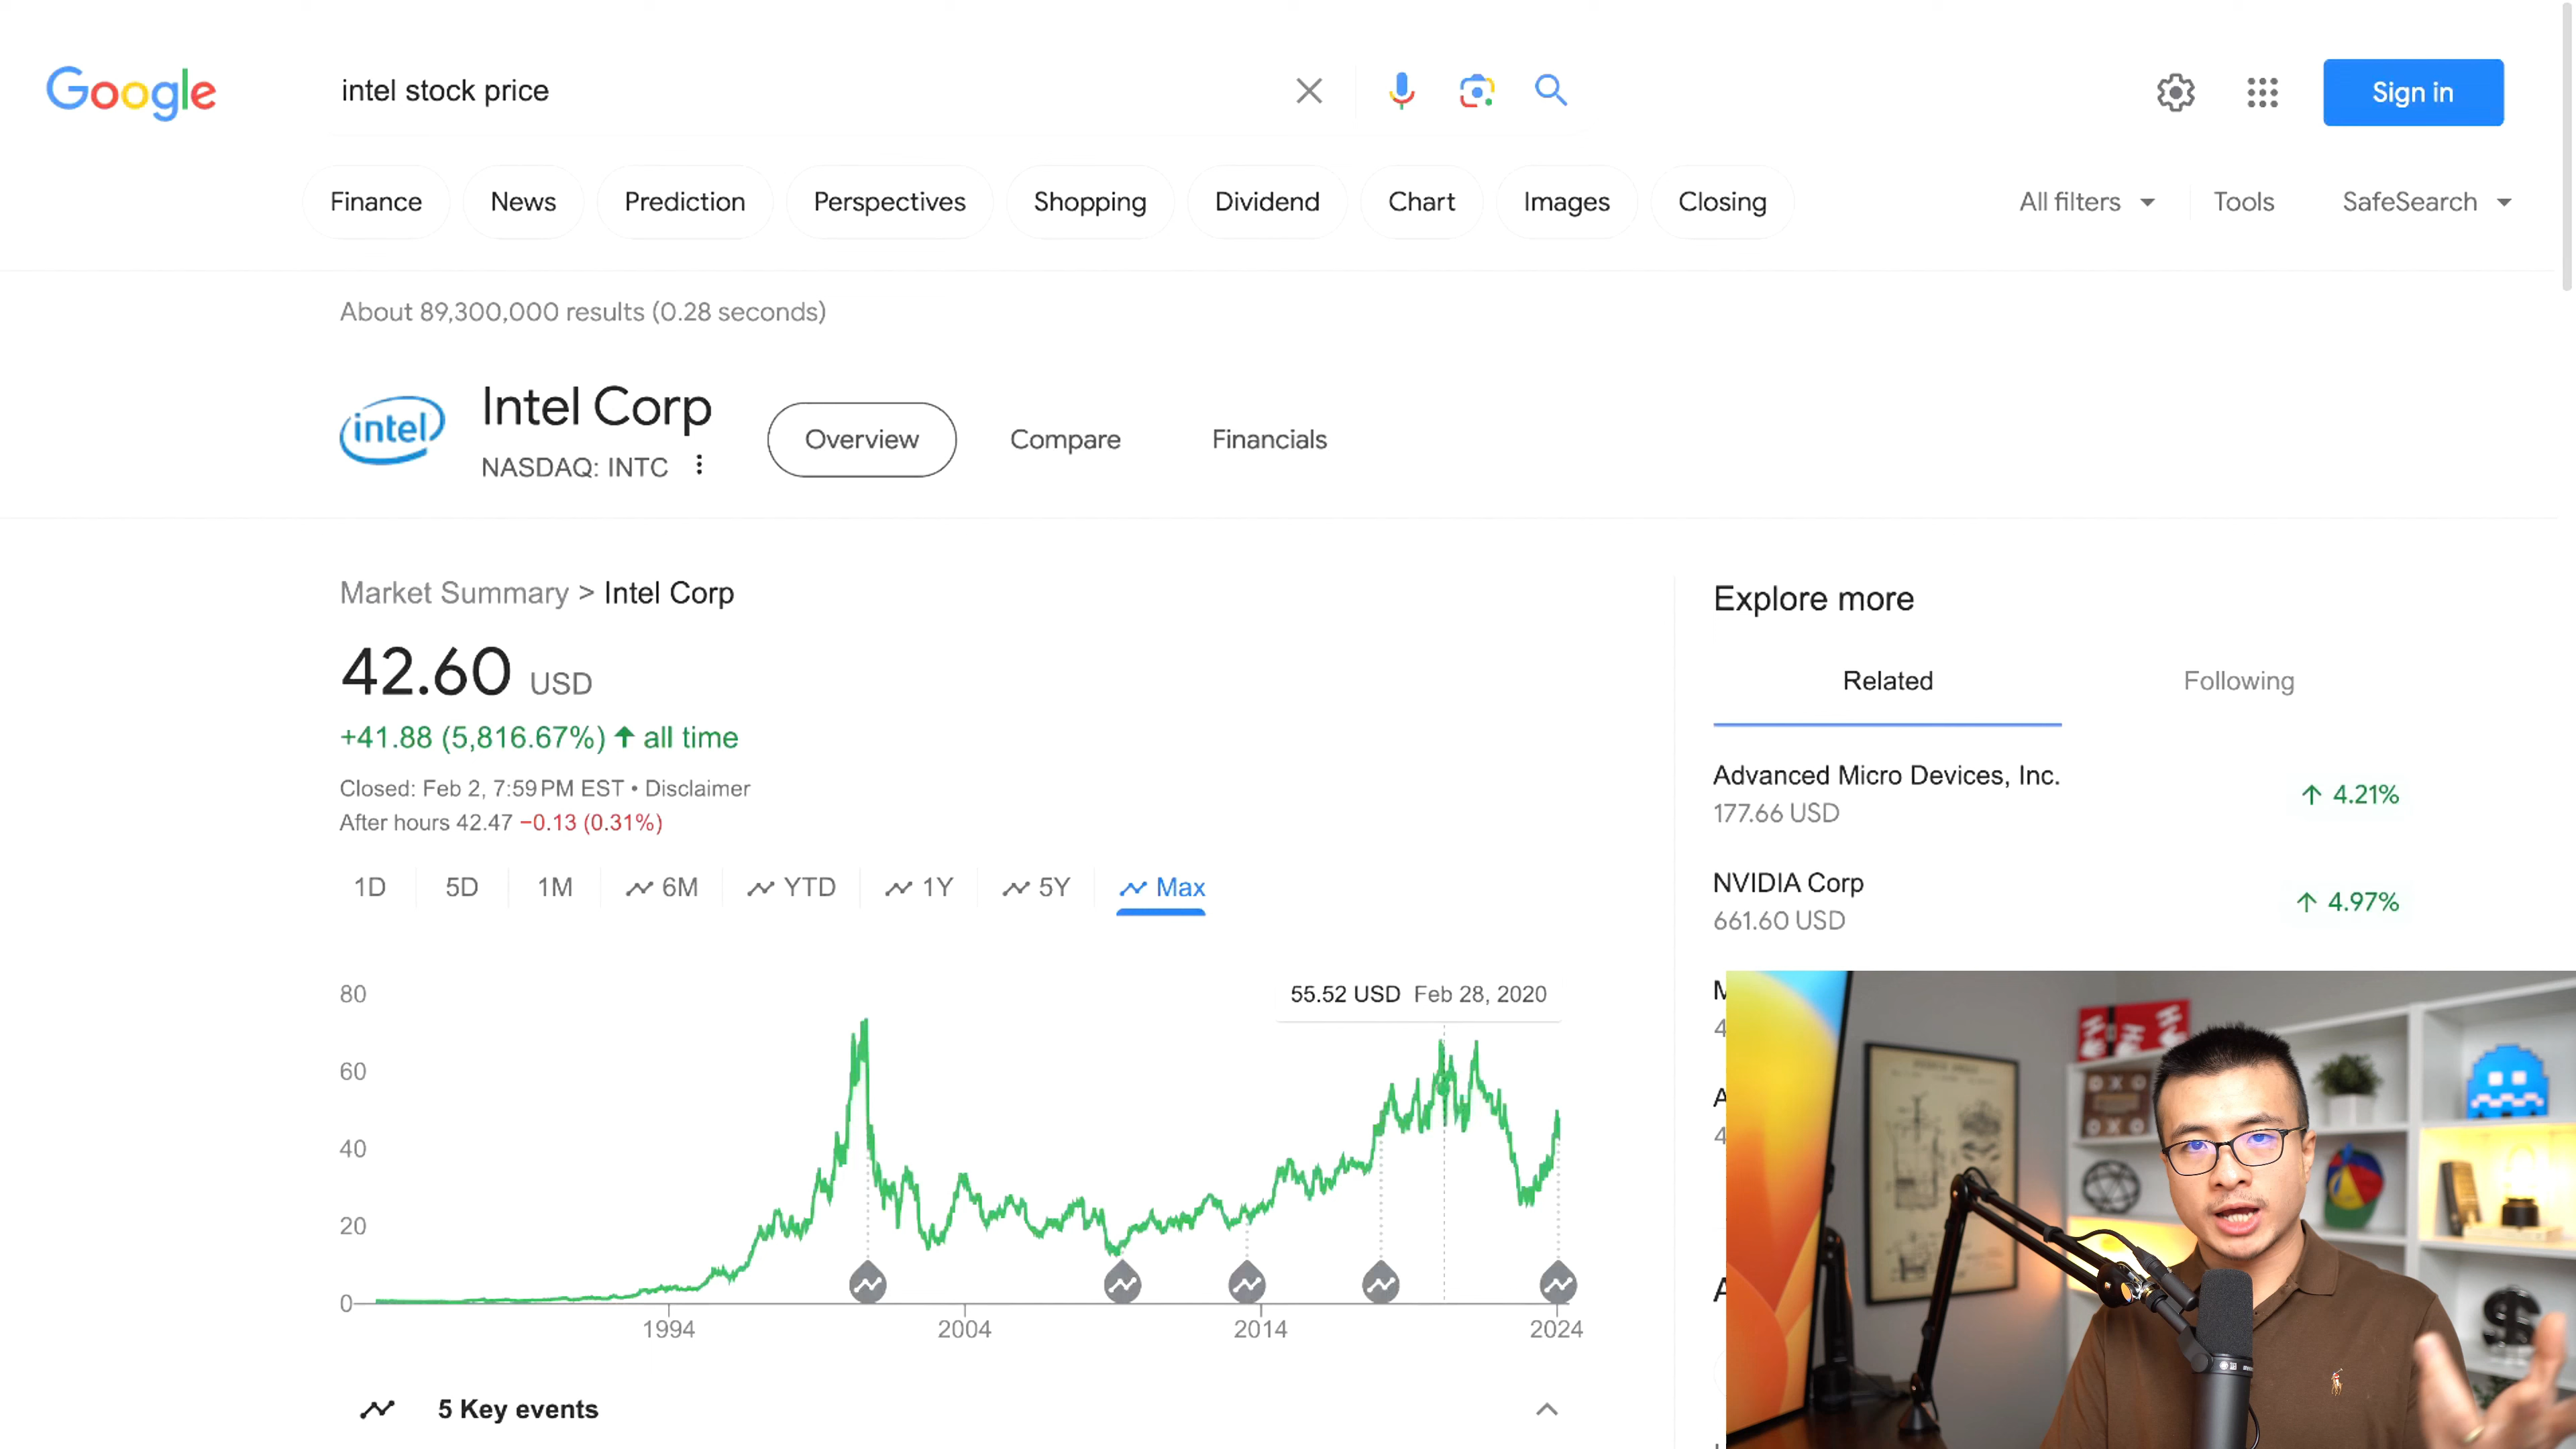 Google
intel stock price
Sign in
Finance
News
Prediction
Perspectives
Shopping
Dividend
Chart
Images
Closing
All filters
Tools
SafeSearch
About 89,300,000 results (0.28 seconds)
intel
Intel Corp
NASDAQ: INTC
Overview
Compare
Financials
Market Summary > Intel Corp
42.60 USD
+41.88 (5,816.67%) ↑ all time
Closed: Feb 2, 7:59 PM EST • Disclaimer
After hours 42.47 −0.13 (0.31%)
1D
5D
1M
6M
YTD
1Y
5Y
Max
55.52 USD Feb 28, 2020
80
60
40
20
0
1994
2004
2014
2024
5 Key events
Explore more
Related
Following
Advanced Micro Devices, Inc.
177.66 USD
↑ 4.21%
NVIDIA Corp
661.60 USD
↑ 4.97%
M
4
A
4
A